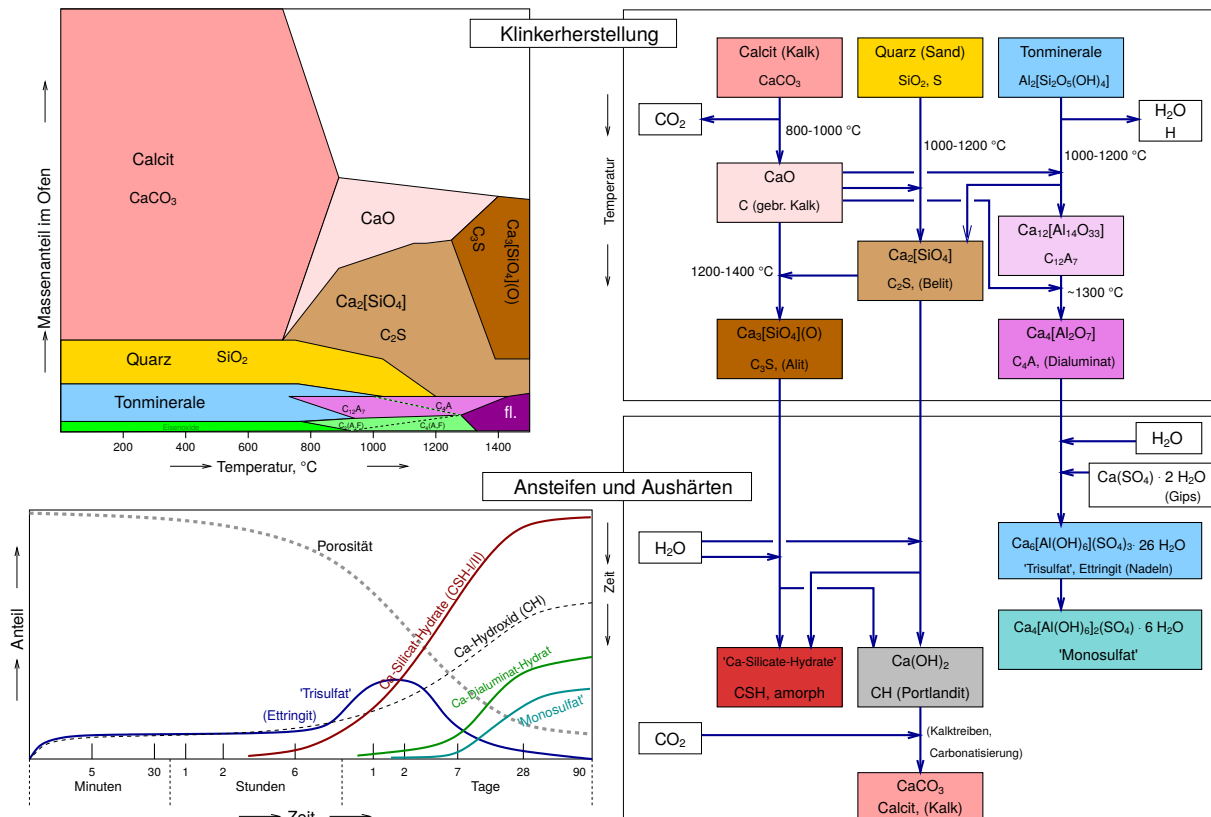 Klinkerherstellung
Massenanteil im Ofen
Calcit
CaCO₃
CaO
C₃S
Ca₃[SiO₄](O)
Ca₂[SiO₄]
C₂S
Quarz SiO₂
Tonminerale
C₁₂A₇
C₃A
fl.
Eisenoxide
C₂(A,F)
C₄(A,F)
200 400 600 800 1000 1200 1400
Temperatur, °C
Temperatur
Calcit (Kalk)
CaCO₃
Quarz (Sand)
SiO₂, S
Tonminerale
Al₂[Si₂O₅(OH)₄]
CO₂
H₂O
H
800-1000 °C
1000-1200 °C
1000-1200 °C
CaO
C (gebr. Kalk)
Ca₁₂[Al₁₄O₃₃]
C₁₂A₇
Ca₂[SiO₄]
C₂S, (Belit)
1200-1400 °C
~1300 °C
Ca₃[SiO₄](O)
C₃S, (Alit)
Ca₄[Al₂O₇]
C₄A, (Dialuminat)
Ansteifen und Aushärten
Anteil
Porosität
Ca-Silicat-Hydrate (CSH-I/II)
Ca-Hydroxid (CH)
'Trisulfat'
(Ettringit)
Ca-Dialuminat-Hydrat
'Monosulfat'
5 30 1 2 6 1 2 7 28 90
Minuten Stunden Tage
Zeit
Zeit
H₂O
Ca(SO₄) · 2 H₂O
(Gips)
H₂O
Ca₆[Al(OH)₆](SO₄)₃· 26 H₂O
'Trisulfat', Ettringit (Nadeln)
Ca₄[Al(OH)₆]₂(SO₄) · 6 H₂O
'Monosulfat'
'Ca-Silicate-Hydrate'
CSH, amorph
Ca(OH)₂
CH (Portlandit)
CO₂
(Kalktreiben,
Carbonatisierung)
CaCO₃
Calcit, (Kalk)